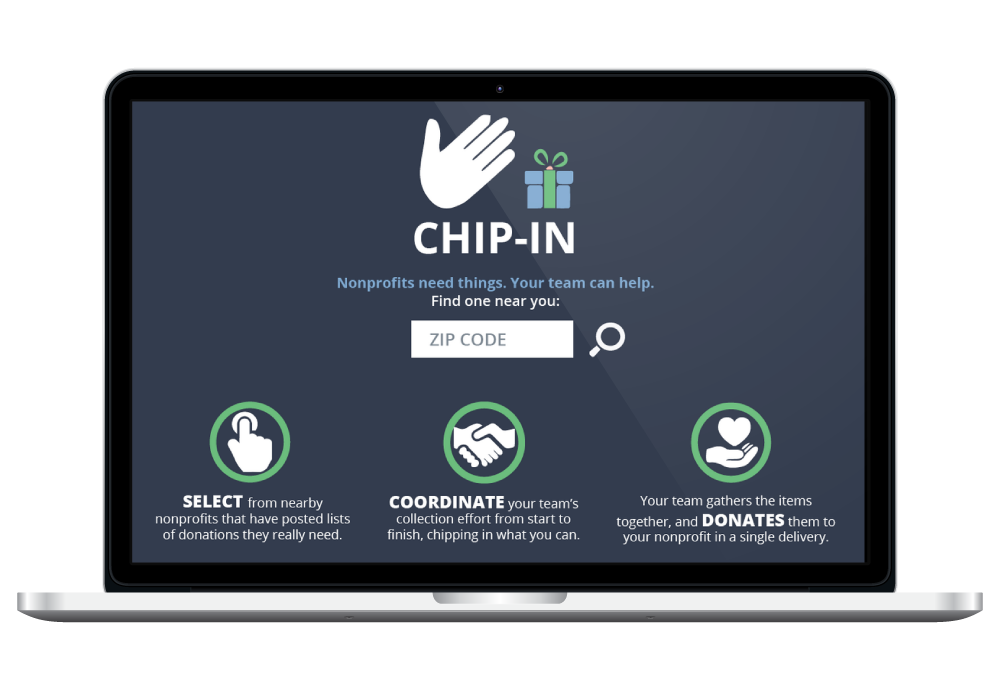 CHIP-IN
Nonprofits need things. Your team can help.
Find one near you:
ZIP CODE
SELECT from nearby
nonprofits that have posted lists
of donations they really need.
COORDINATE your team's
collection effort from start to
finish, chipping in what you can.
Your team gathers the items
together, and DONATES them to
your nonprofit in a single delivery.